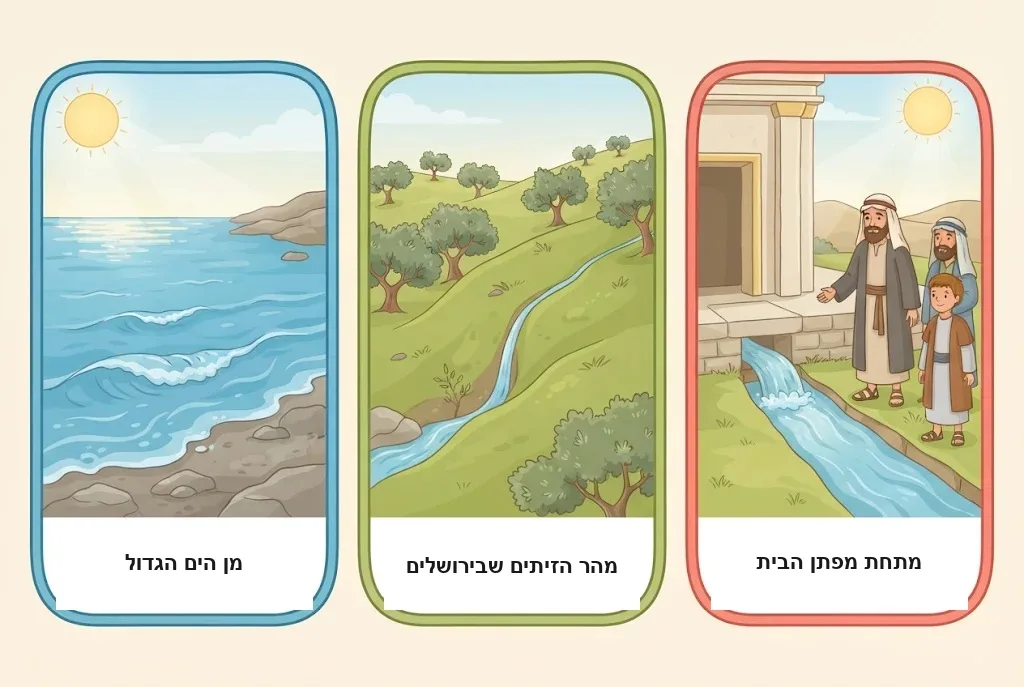 מתחת מפתן הבית
מהר הזיתים שבירושלים
מן הים הגדול